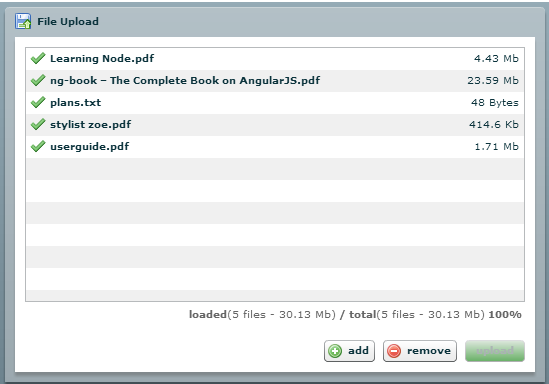 File Upload
Learning Node.pdf 4.43 Mb
ng-book – The Complete Book on AngularJS.pdf 23.59 Mb
plans.txt 48 Bytes
stylist zoe.pdf 414.6 Kb
userguide.pdf 1.71 Mb
loaded(5 files - 30.13 Mb) / total(5 files - 30.13 Mb) 100%
add remove upload